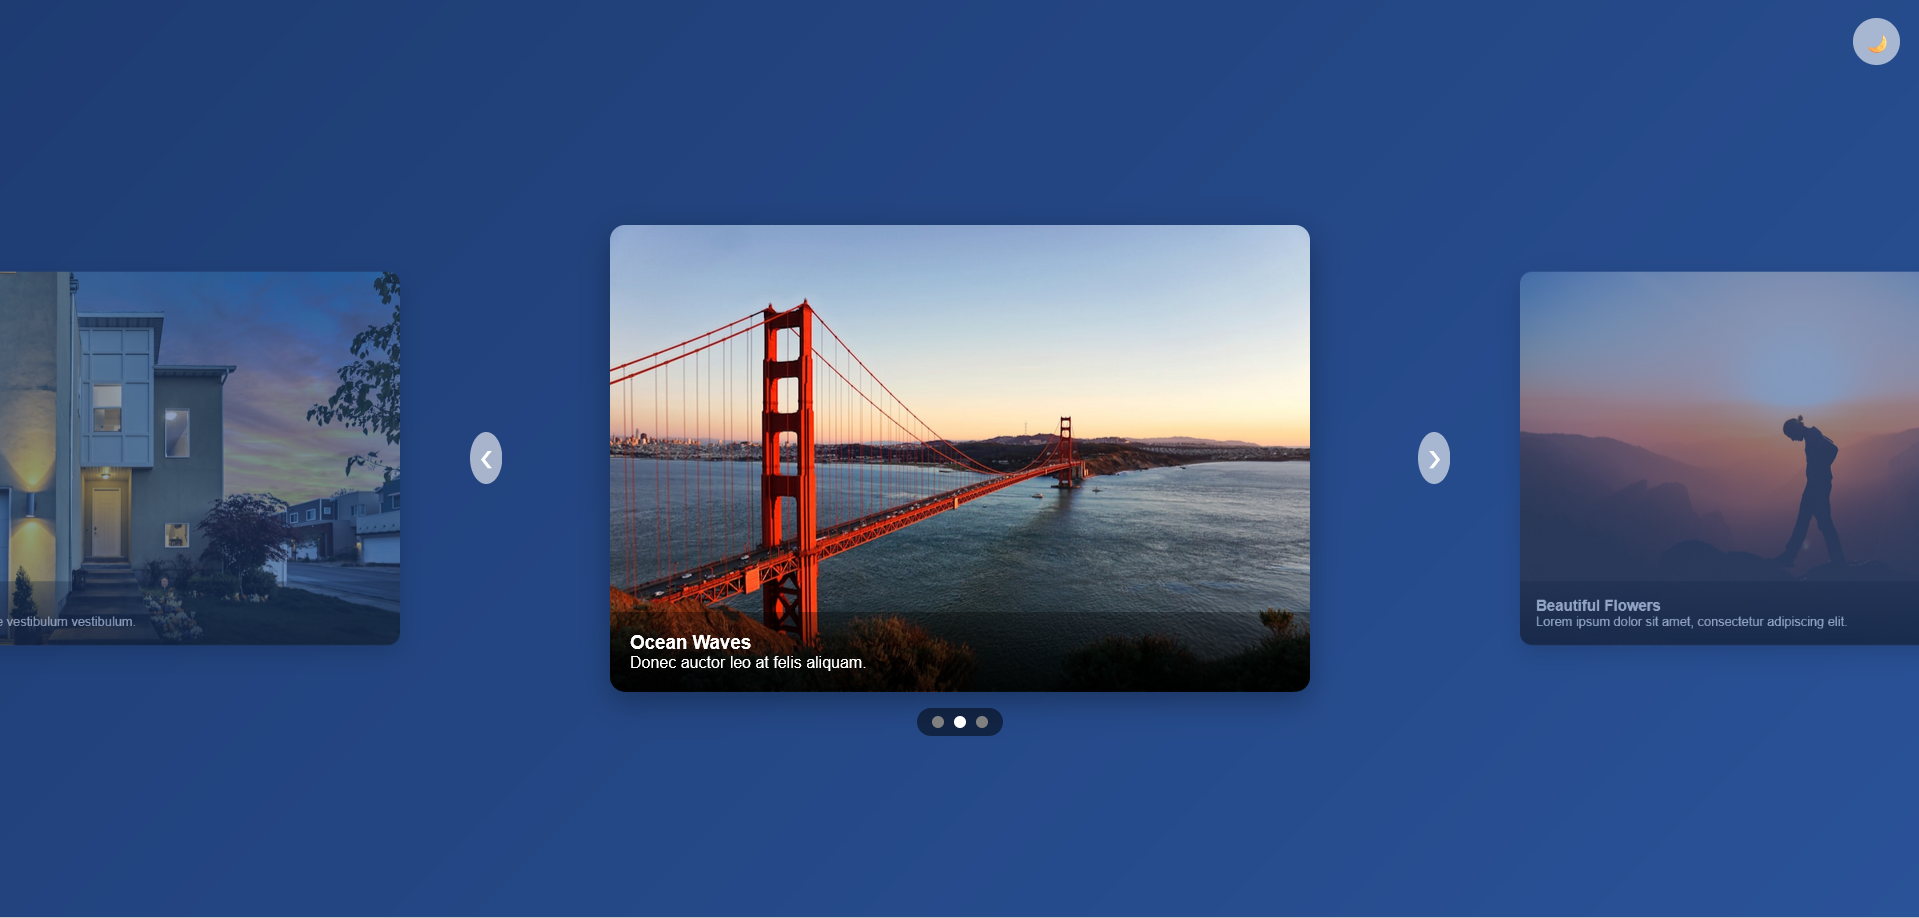 vestibulum vestibulum.
Ocean Waves
Donec auctor leo at felis aliquam.
Beautiful Flowers
Lorem ipsum dolor sit amet, consectetur adipiscing elit.